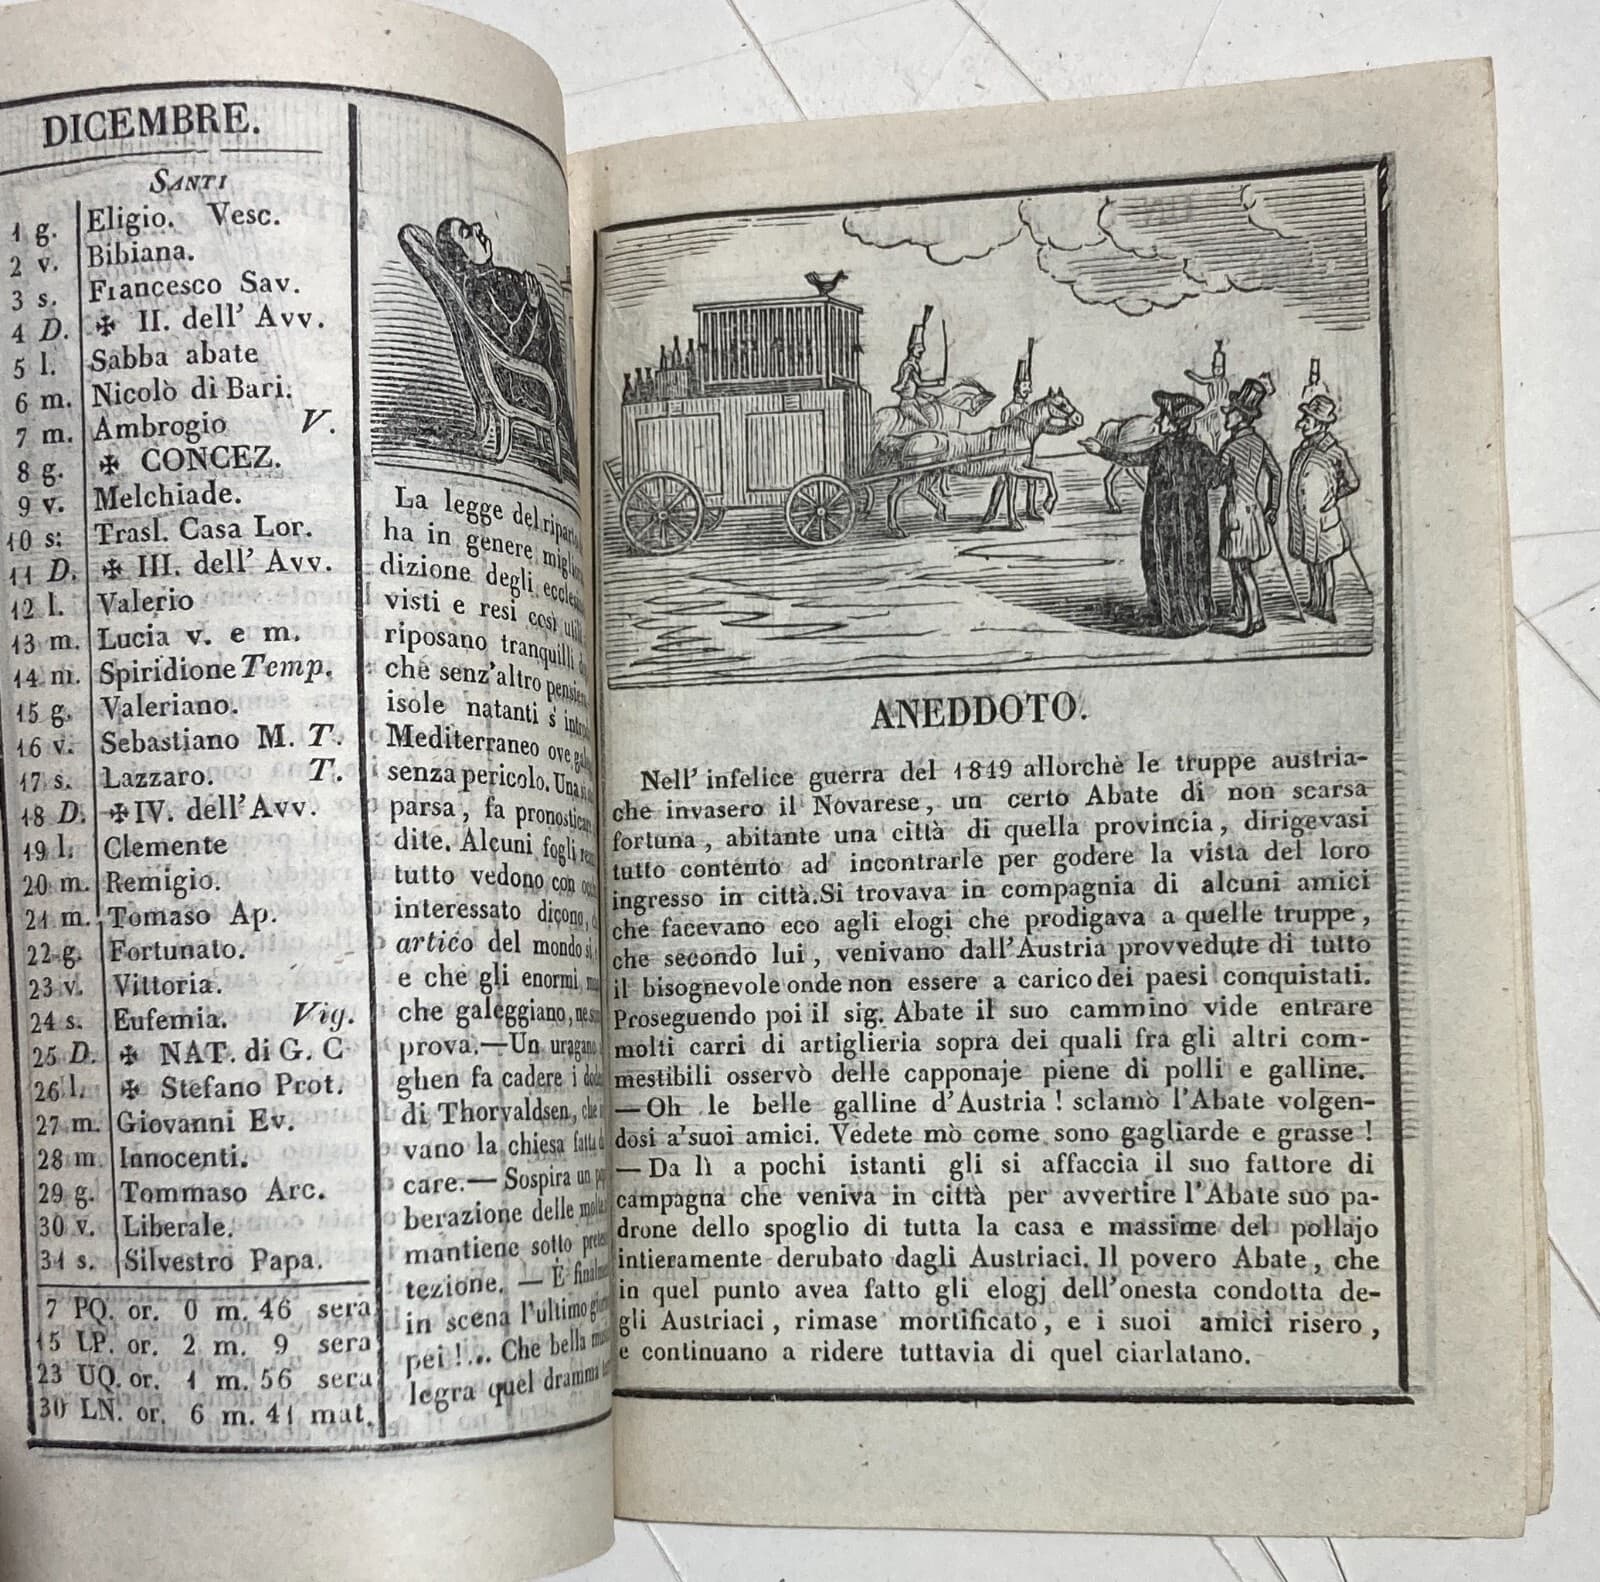 DICEMBRE.
SANTI
1 g. Eligio. Vesc.
2 v. Bibiana.
3 s. Francesco Sav.
4 D. ✠ II. dell' Avv.
5 l. Sabba abate
6 m. Nicolò di Bari.
7 m. Ambrogio V.
8 g. ✠ CONCEZ.
9 v. Melchiade.
10 s: Trasl. Casa Lor.
11 D. ✠ III. dell' Avv.
12 l. Valerio
13 m. Lucia v. e m.
14 m. Spiridione Temp.
15 g. Valeriano.
16 v. Sebastiano M. T.
17 s. Lazzaro. T.
18 D. ✠ IV. dell' Avv.
19 l. Clemente
20 m. Remigio.
21 m. Tomaso Ap.
22 g. Fortunato.
23 v. Vittoria.
24 s. Eufemia. Vig.
25 D. ✠ NAT. di G. C
26 l. ✠ Stefano Prot.
27 m. Giovanni Ev.
28 m Innocenti.
29 g. Tommaso Arc.
30 v. Liberale.
31 s. Silvestro Papa.
7 PQ. or. 0 m. 46 sera
15 LP. or. 2 m. 9 sera
23 UQ. or. 1 m. 56 sera
30 LN. or. 6 m. 41 mat.
La legge del
ha in genere
dizione degli
visti e resi così
riposano tranquilli
che senz'altro
isole natanti s'
Mediterraneo ove
senza pericolo. Una
parsa, fa
dite. Alcuni fogli
tutto vedono con
interessato dicono,
artico del mondo si
e che gli enormi,
che galeggiano,
prova.—Un uragano
ghen fa cadere i
di Thorvaldsen, che
vano la chiesa fatta
care.— Sospira un
berazione delle
mantiene sotto
tezione. — È
in scena l'ultimo
pei!... Che bella
legra quel dramma
ANEDDOTO.
Nell' infelice guerra del 1849 allorchè le truppe austria-
che invasero il Novarese, un certo Abate di non scarsa
fortuna, abitante una città di quella provincia, dirigevasi
tutto contento ad incontrarle per godere la vista del loro
ingresso in città. Si trovava in compagnia di alcuni amici
che facevano eco agli elogi che prodigava a quelle truppe,
che secondo lui, venivano dall'Austria provvedute di tutto
il bisognevole onde non essere a carico dei paesi conquistati.
Proseguendo poi il sig. Abate il suo cammino vide entrare
molti carri di artiglieria sopra dei quali fra gli altri com-
mestibili osservò delle capponaje piene di polli e galline.
—Oh le belle galline d'Austria! sclamò l'Abate volgen-
dosi a'suoi amici. Vedete mò come sono gagliarde e grasse!
— Da lì a pochi istanti gli si affaccia il suo fattore di
campagna che veniva in città per avvertire l'Abate suo pa-
drone dello spoglio di tutta la casa e massime del pollajo
intieramente derubato dagli Austriaci. Il povero Abate, che
in quel punto avea fatto gli elogj dell'onesta condotta de-
gli Austriaci, rimase mortificato, e i suoi amici risero,
e continuano a ridere tuttavia di quel ciarlatano.